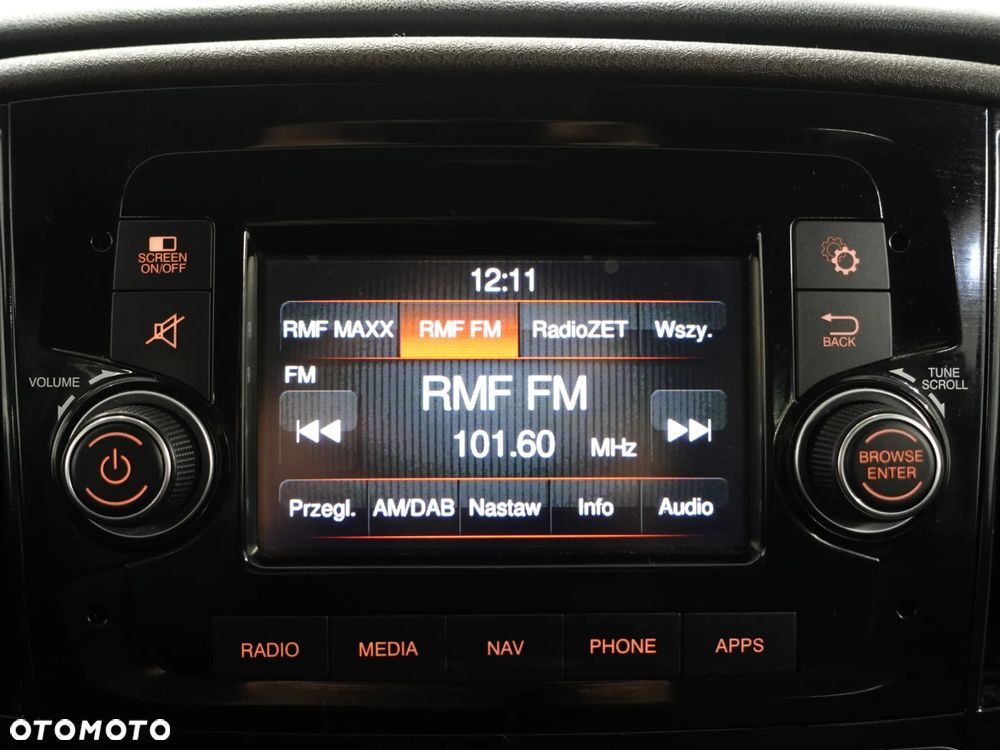 SCREEN
ON/OFF
12:11
RMF MAXX RMF FM RadioZET Wszy.
FM
RMF FM
101.60 MHz
Przegl. AM/DAB Nastaw Info Audio
VOLUME
BACK
TUNE
SCROLL
BROWSE
ENTER
RADIO MEDIA NAV PHONE APPS
OTOMOTO